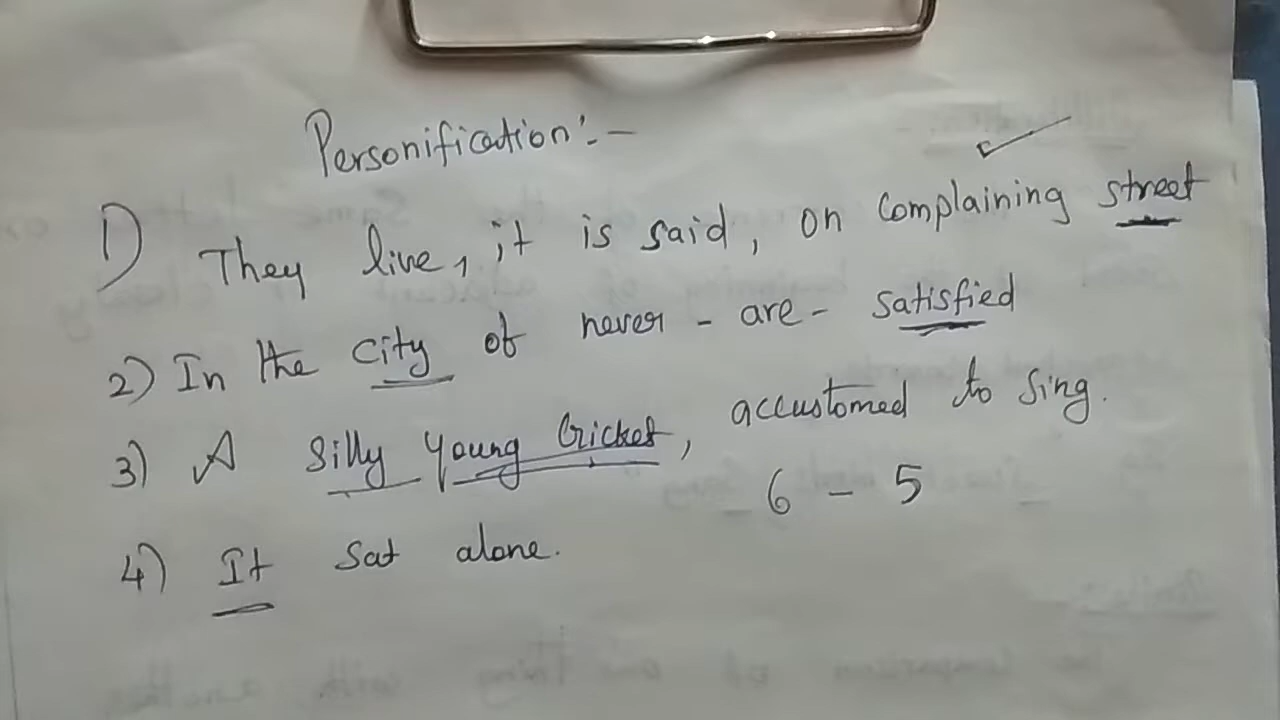 Personification:-
1) They live, it is said, on complaining street
2) In the city of never - are - satisfied
3) A Silly young Cricket, accustomed to sing.
6 - 5
4) It sat alone.